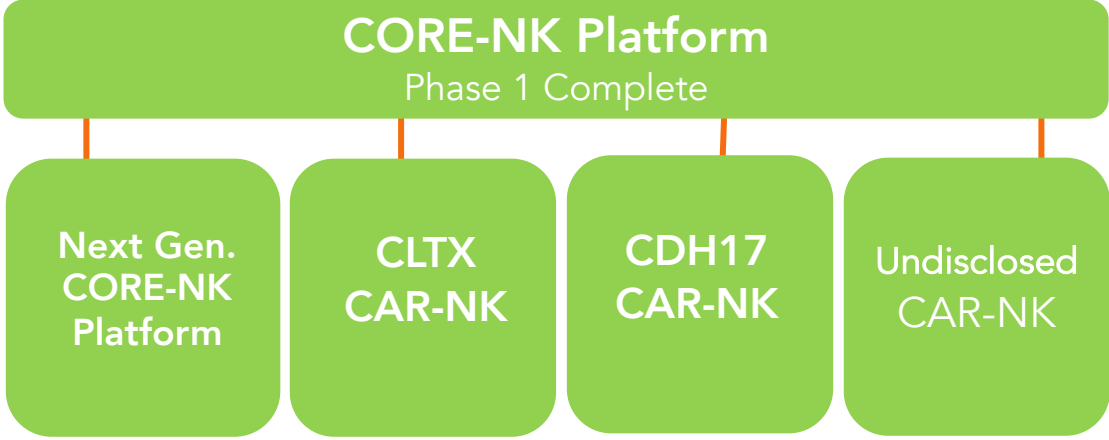 CORE-NK Platform
Phase 1 Complete
Next Gen.
CORE-NK
Platform
CLTX
CAR-NK
CDH17
CAR-NK
Undisclosed
CAR-NK